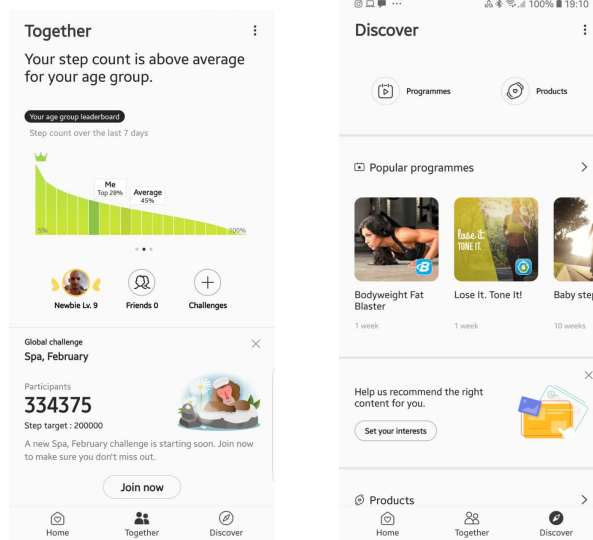 Together
Your step count is above average
for your age group.
Your age group leaderboard
Step count over the last 7 days
Me
Top 28%
Average
45%
5%
100%
Newbie Lv. 9
Friends 0
Challenges
Global challenge
Spa, February
Participants
334375
Step target : 200000
A new Spa, February challenge is starting soon. Join now
to make sure you don't miss out.
Join now
Home
Together
Discover
100% 19:10
Discover
Programmes
Products
Popular programmes
lose it.
TONE IT.
B
Bodyweight Fat
Blaster
Lose It. Tone It!
Baby step
1 week
1 week
10 weeks
Help us recommend the right
content for you.
Set your interests
Products
Home
Together
Discover